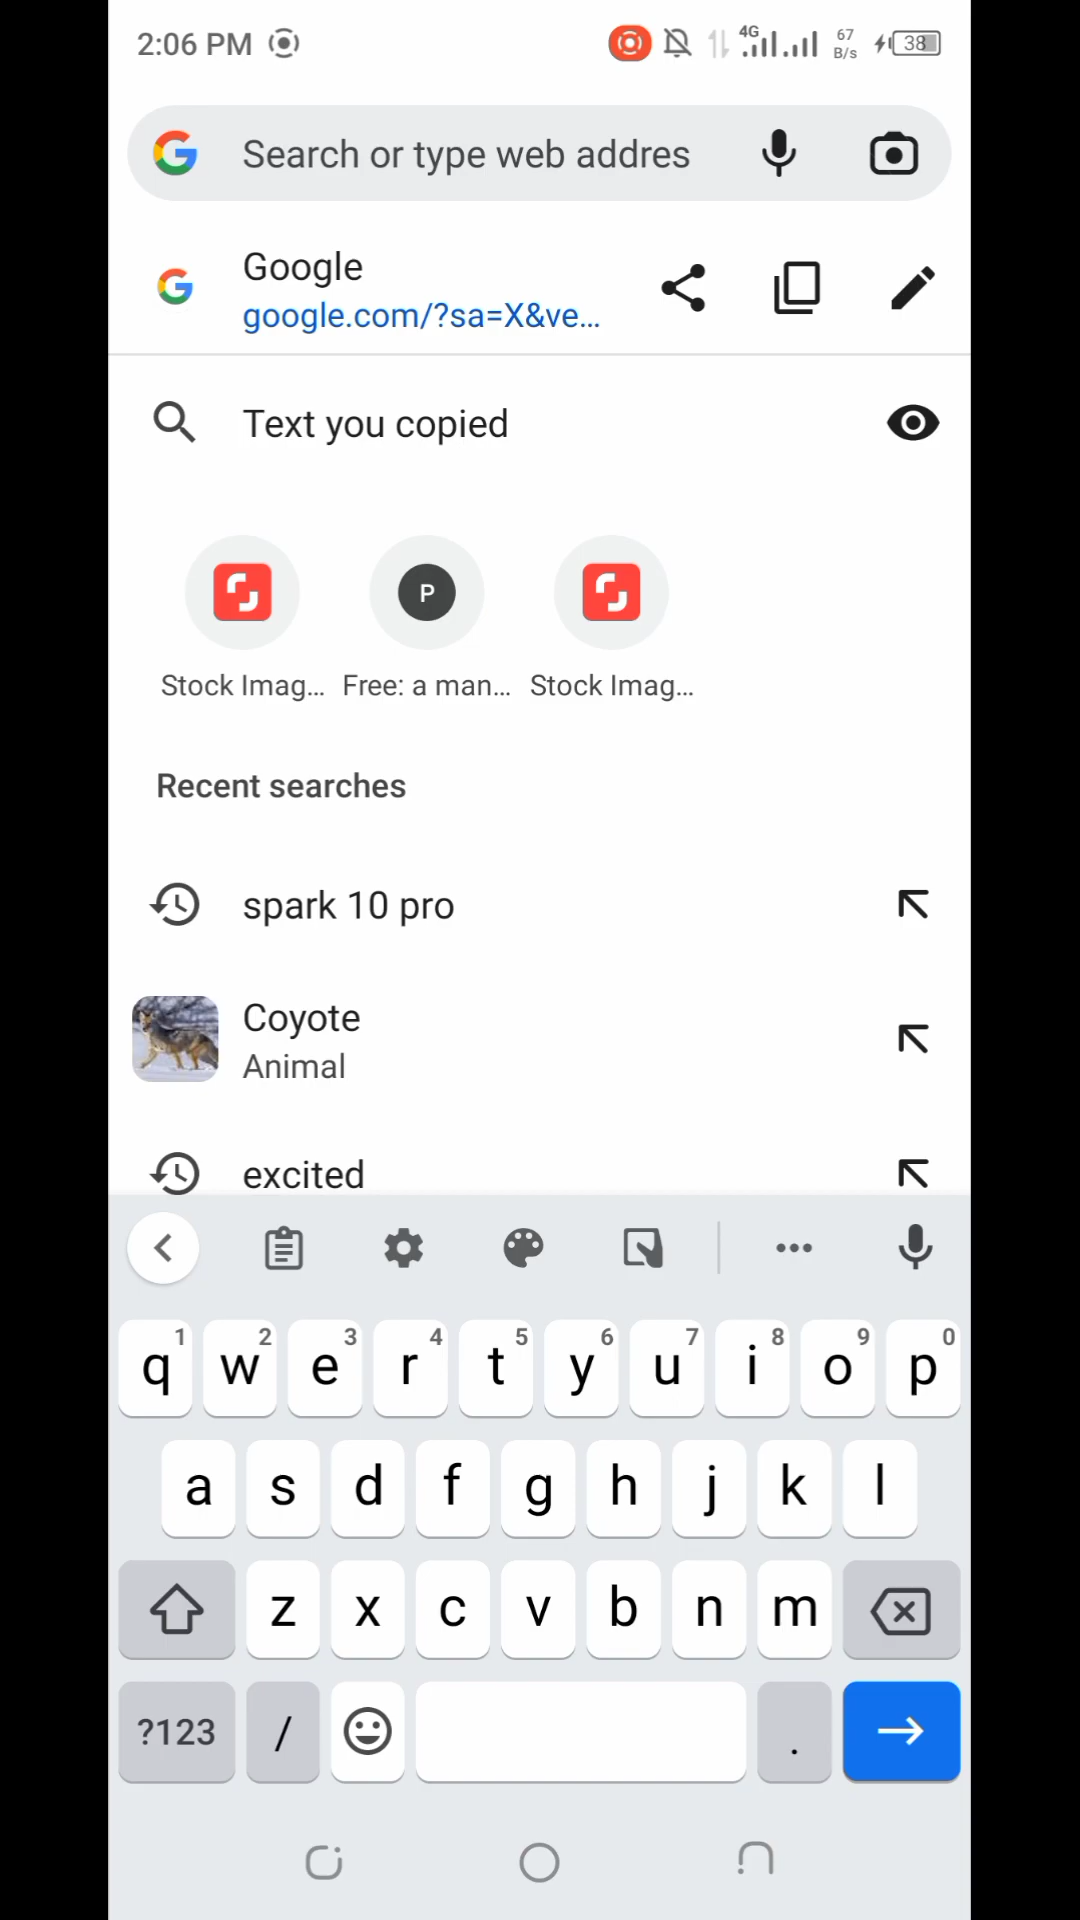 2:06 PM
4G
67
B/s
38
Search or type web addres
Google
google.com/?sa=X&ve...
Text you copied
P
Stock Imag... Free: a man... Stock Imag...
Recent searches
spark 10 pro
Coyote
Animal
excited
1 2 3 4 5 6 7 8 9 0
q w e r t y u i o p
a s d f g h j k l
z x c v b n m
?123 / .